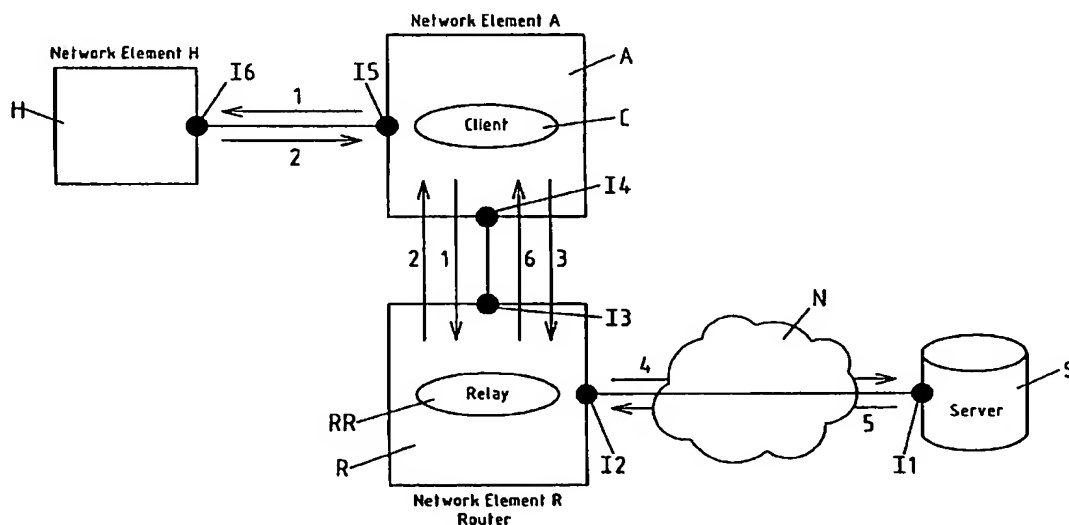 Network Element A
Network Element H
I6
I5
A
H
1
Client
C
2
I4
2
1
6
3
I3
N
4
S
Relay
Server
RR
5
R
I2
I1
Network Element R
Router